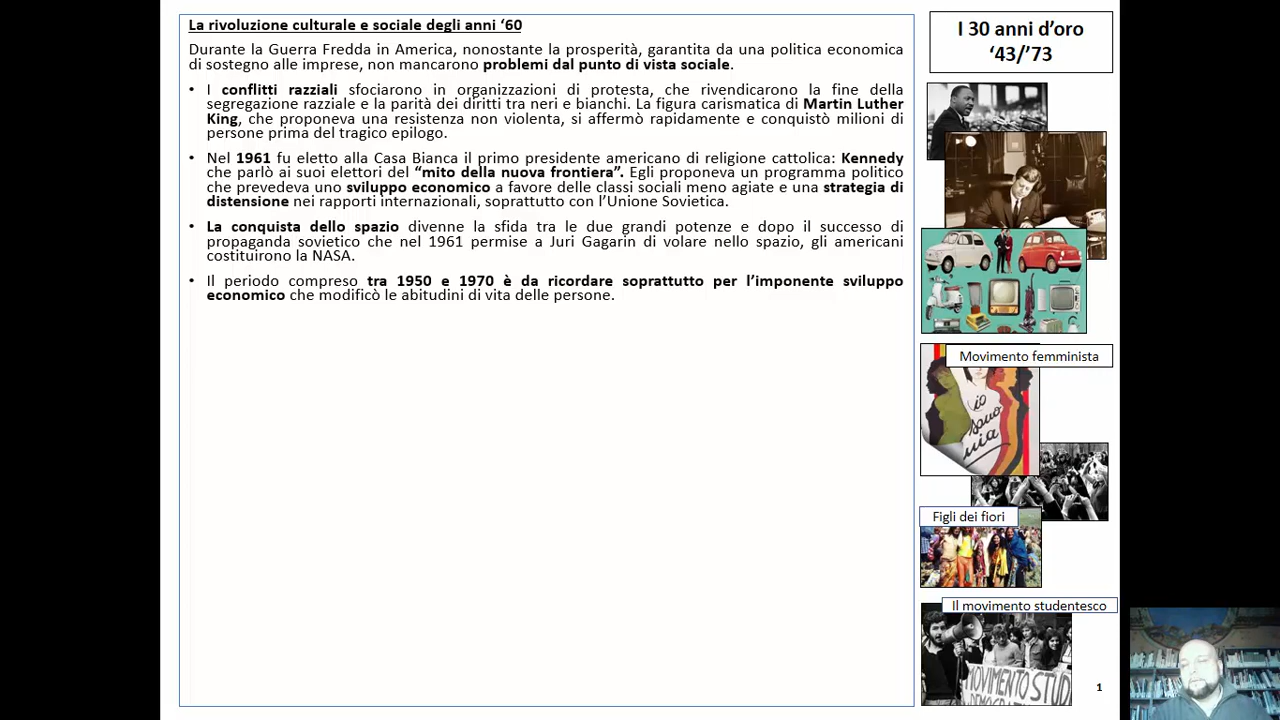 La rivoluzione culturale e sociale degli anni ‘60
Durante la Guerra Fredda in America, nonostante la prosperità, garantita da una politica economica
di sostegno alle imprese, non mancarono problemi dal punto di vista sociale.
• I conflitti razziali sfociarono in organizzazioni di protesta, che rivendicarono la fine della
segregazione razziale e la parità dei diritti tra neri e bianchi. La figura carismatica di Martin Luther
King, che proponeva una resistenza non violenta, si affermò rapidamente e conquistò milioni di
persone prima del tragico epilogo.
• Nel 1961 fu eletto alla Casa Bianca il primo presidente americano di religione cattolica: Kennedy
che parlò ai suoi elettori del “mito della nuova frontiera”. Egli proponeva un programma politico
che prevedeva uno sviluppo economico a favore delle classi sociali meno agiate e una strategia di
distensione nei rapporti internazionali, soprattutto con l’Unione Sovietica.
• La conquista dello spazio divenne la sfida tra le due grandi potenze e dopo il successo di
propaganda sovietico che nel 1961 permise a Juri Gagarin di volare nello spazio, gli americani
costituirono la NASA.
• Il periodo compreso tra 1950 e 1970 è da ricordare soprattutto per l’imponente sviluppo
economico che modificò le abitudini di vita delle persone.
I 30 anni d’oro
‘43/’73
Movimento femminista
io
sono
mia
Figli dei fiori
Il movimento studentesco
MOVIMENTO STUD
1